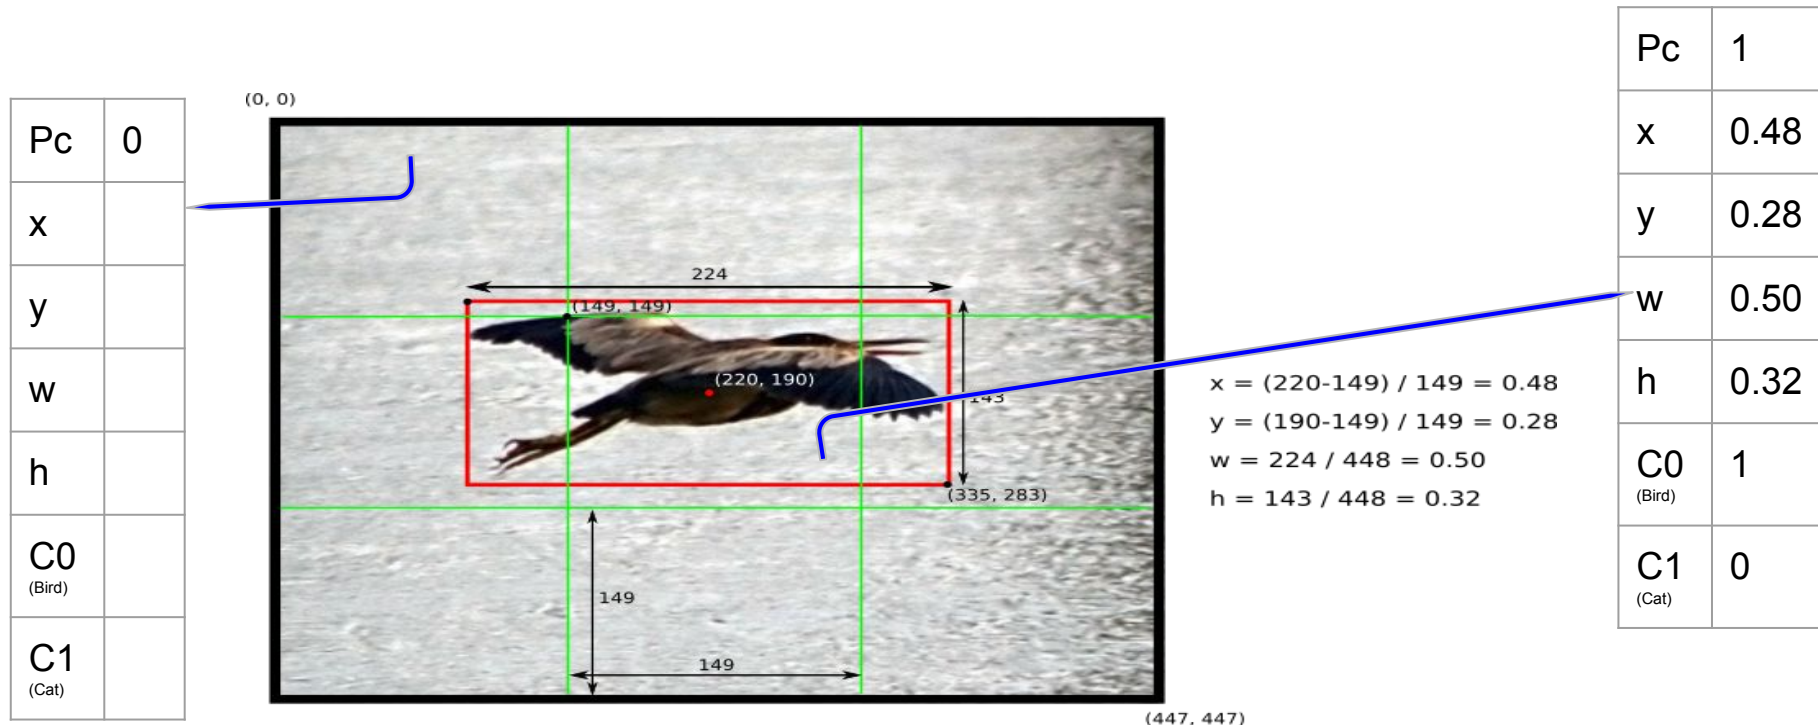 Pc 0
x
y
w
h
C0
(Bird)
C1
(Cat)
(0, 0)
224
(149, 149)
(220, 190)
143
(335, 283)
149
149
(447, 447)
x = (220-149) / 149 = 0.48
y = (190-149) / 149 = 0.28
w = 224 / 448 = 0.50
h = 143 / 448 = 0.32
Pc 1
x 0.48
y 0.28
w 0.50
h 0.32
C0 1
(Bird)
C1 0
(Cat)